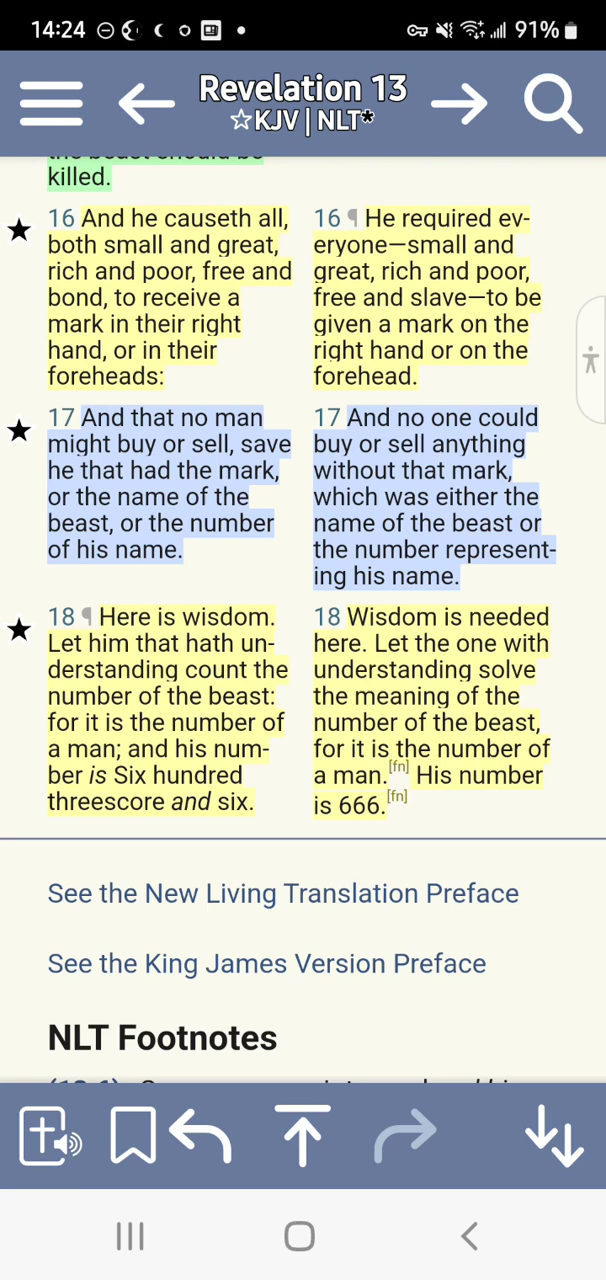 14:24
91%
Revelation 13
☆KJV | NLT*
the beast should be
killed.
16 And he causeth all,
both small and great,
rich and poor, free and
bond, to receive a
mark in their right
hand, or in their
foreheads:
16 ¶ He required ev-
eryone—small and
great, rich and poor,
free and slave—to be
given a mark on the
right hand or on the
forehead.
17 And that no man
might buy or sell, save
he that had the mark,
or the name of the
beast, or the number
of his name.
17 And no one could
buy or sell anything
without that mark,
which was either the
name of the beast or
the number represent-
ing his name.
18 ¶ Here is wisdom.
Let him that hath un-
derstanding count the
number of the beast:
for it is the number of
a man; and his num-
ber is Six hundred
threescore and six.
18 Wisdom is needed
here. Let the one with
understanding solve
the meaning of the
number of the beast,
for it is the number of
a man.[fn] His number
is 666.[fn]
See the New Living Translation Preface
See the King James Version Preface
NLT Footnotes